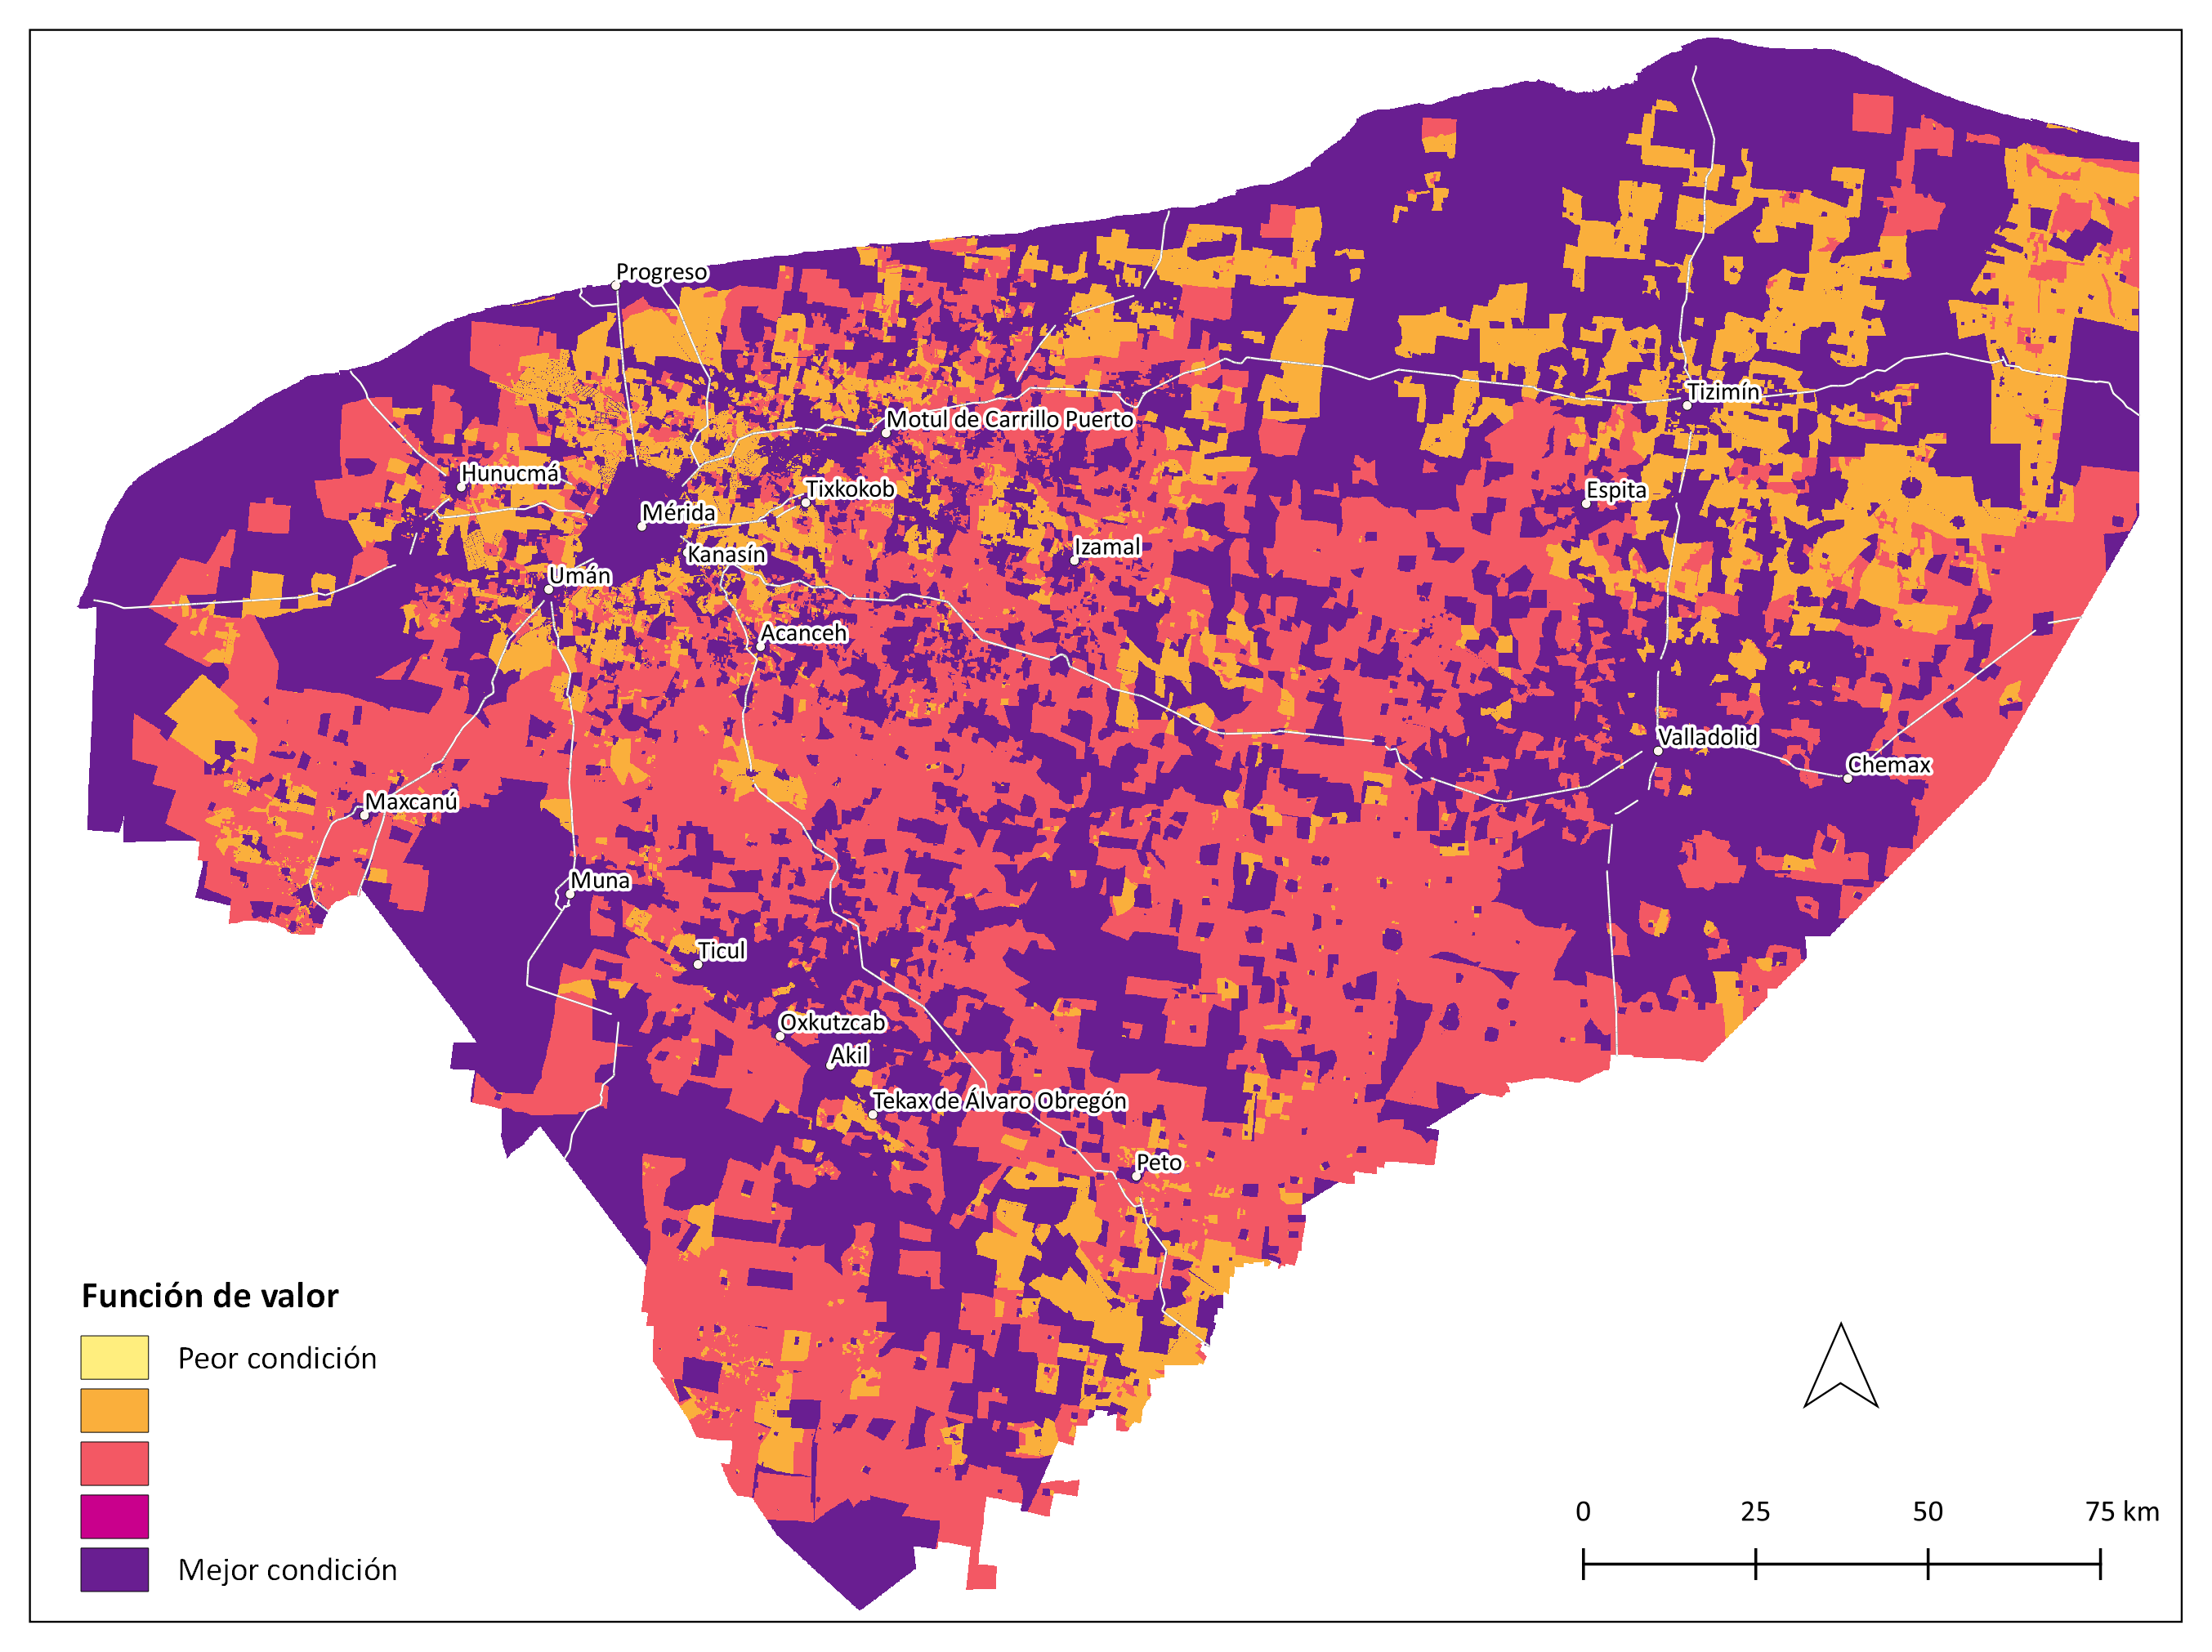 Progreso
Tizimín
Motul de Carrillo Puerto
Hunucmá
Tixkokob
Espita
Mérida
Kanasín
Izamal
Umán
Acanceh
Valladolid
Chemax
Maxcanú
Muna
Ticul
Oxkutzcab
Akil
Tekax de Álvaro Obregón
Peto
Función de valor
Peor condición
Mejor condición
0 25 50 75 km